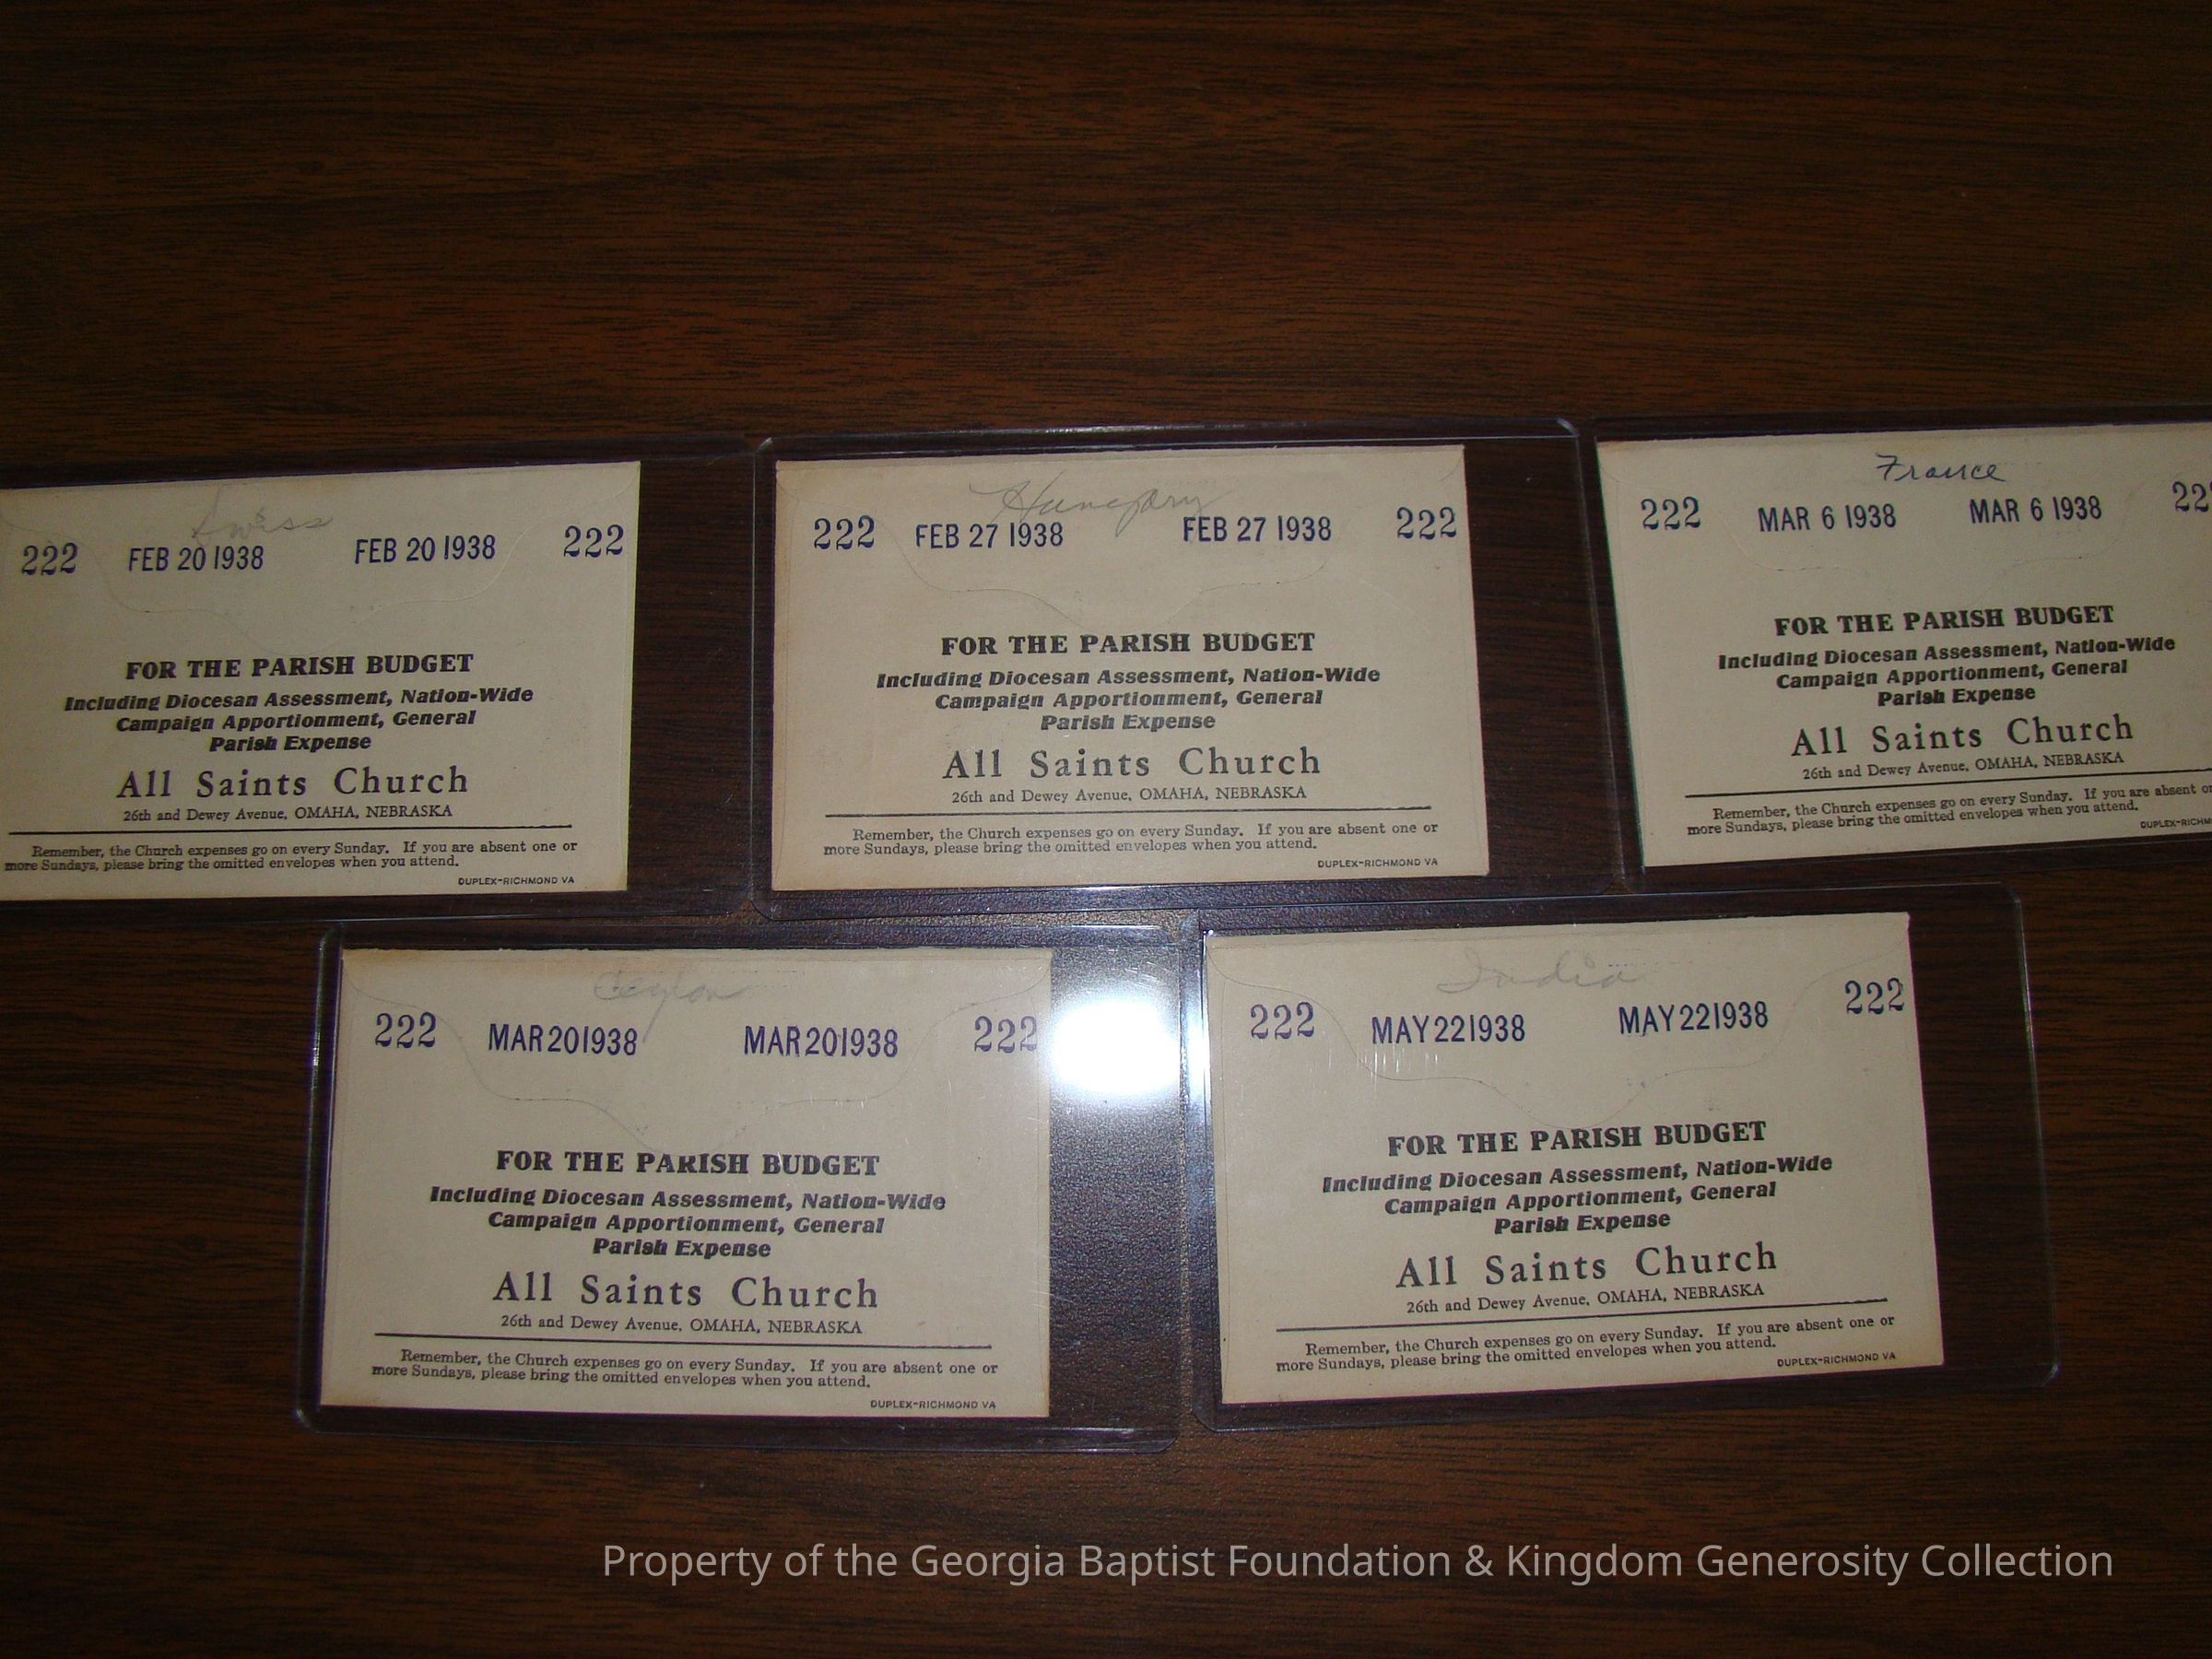 Swiss
222 FEB 20 1938 FEB 20 1938 222
FOR THE PARISH BUDGET
Including Diocesan Assessment, Nation-Wide
Campaign Apportionment, General
Parish Expense
All Saints Church
26th and Dewey Avenue, OMAHA, NEBRASKA
Remember, the Church expenses go on every Sunday. If you are absent one or
more Sundays, please bring the omitted envelopes when you attend.
DUPLEX-RICHMOND VA
Hungary
222 FEB 27 1938 FEB 27 1938 222
FOR THE PARISH BUDGET
Including Diocesan Assessment, Nation-Wide
Campaign Apportionment, General
Parish Expense
All Saints Church
26th and Dewey Avenue, OMAHA, NEBRASKA
Remember, the Church expenses go on every Sunday. If you are absent one or
more Sundays, please bring the omitted envelopes when you attend.
DUPLEX-RICHMOND VA
France
222 MAR 6 1938 MAR 6 1938 222
FOR THE PARISH BUDGET
Including Diocesan Assessment, Nation-Wide
Campaign Apportionment, General
Parish Expense
All Saints Church
26th and Dewey Avenue, OMAHA, NEBRASKA
Remember, the Church expenses go on every Sunday. If you are absent or
more Sundays, please bring the omitted envelopes when you attend.
DUPLEX-RICHM
Ceylon
222 MAR 20 1938 MAR 20 1938 222
FOR THE PARISH BUDGET
Including Diocesan Assessment, Nation-Wide
Campaign Apportionment, General
Parish Expense
All Saints Church
26th and Dewey Avenue, OMAHA, NEBRASKA
Remember, the Church expenses go on every Sunday. If you are absent one or
more Sundays, please bring the omitted envelopes when you attend.
DUPLEX-RICHMOND VA
India
222 MAY 22 1938 MAY 22 1938 222
FOR THE PARISH BUDGET
Including Diocesan Assessment, Nation-Wide
Campaign Apportionment, General
Parish Expense
All Saints Church
26th and Dewey Avenue, OMAHA, NEBRASKA
Remember, the Church expenses go on every Sunday. If you are absent one or
more Sundays, please bring the omitted envelopes when you attend.
DUPLEX-RICHMOND VA
Property of the Georgia Baptist Foundation & Kingdom Generosity Collection